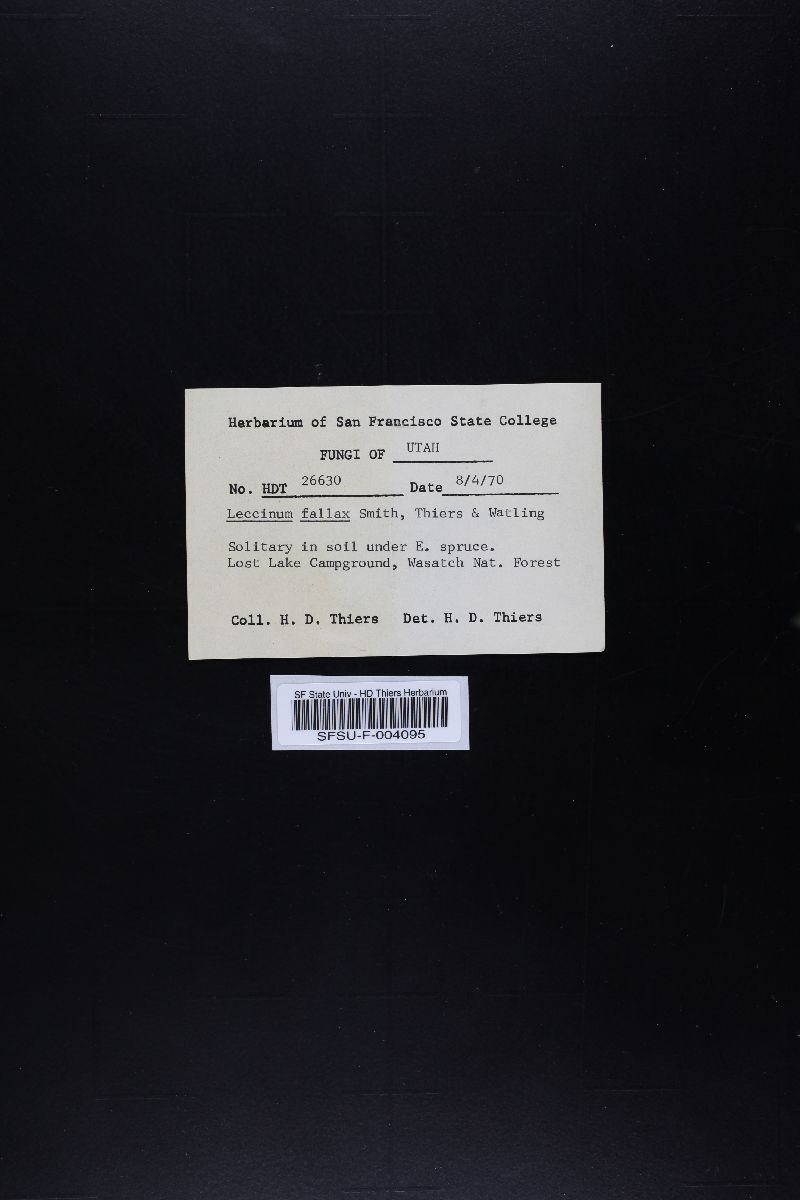 Herbarium of San Francisco State College
FUNGI OF UTAH
No. HDT 26630 Date 8/4/70
Leccinum fallax Smith, Thiers & Watling
Solitary in soil under E. spruce.
Lost Lake Campground, Wasatch Nat. Forest
Coll. H. D. Thiers Det. H. D. Thiers
SF State Univ - HD Thiers Herbarium
SFSU-F-004095